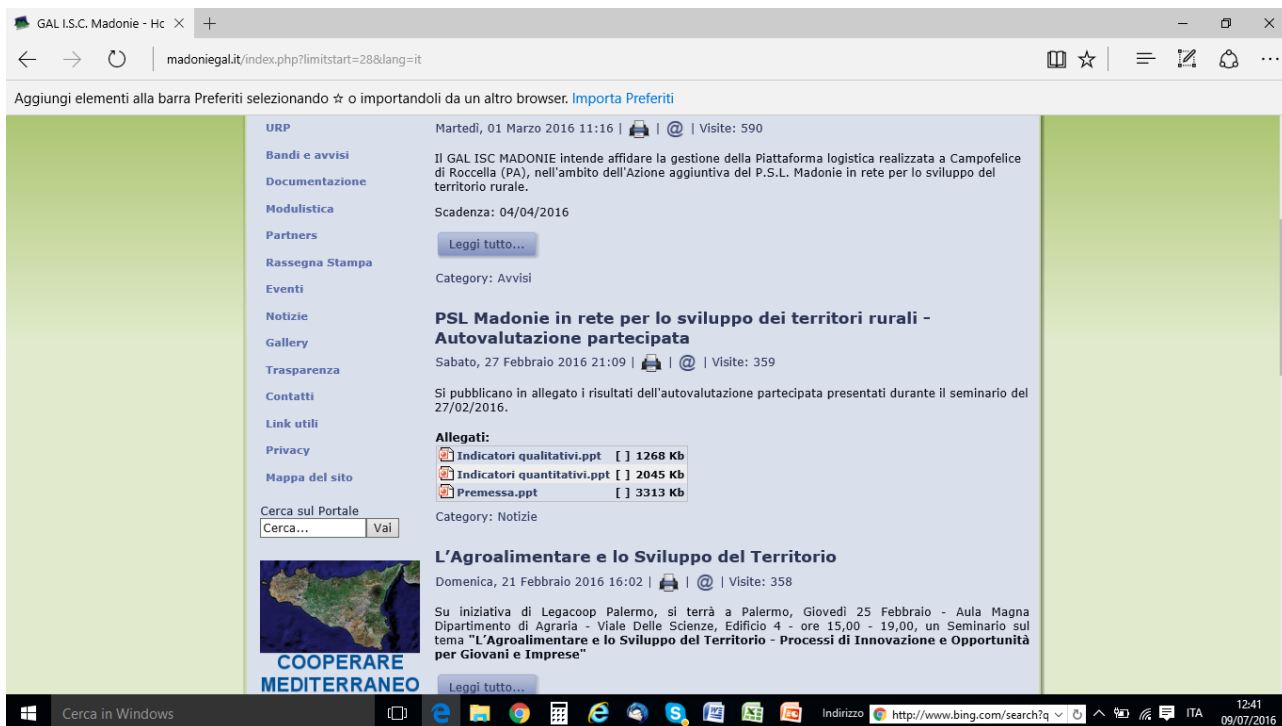 GAL I.S.C. Madonie - Hc
madoniegal.it/index.php?limitstart=28&lang=it
Aggiungi elementi alla barra Preferiti selezionando ☆ o importandoli da un altro browser. Importa Preferiti
URP
Bandi e avvisi
Documentazione
Modulistica
Partners
Rassegna Stampa
Eventi
Notizie
Gallery
Trasparenza
Contatti
Link utili
Privacy
Mappa del sito
Cerca sul Portale
Cerca... Vai
COOPERARE
MEDITERRANEO
Martedì, 01 Marzo 2016 11:16 | | @ | Visite: 590
Il GAL ISC MADONIE intende affidare la gestione della Piattaforma logistica realizzata a Campofelice
di Roccella (PA), nell'ambito dell'Azione aggiuntiva del P.S.L. Madonie in rete per lo sviluppo del
territorio rurale.
Scadenza: 04/04/2016
Leggi tutto...
Category: Avvisi
PSL Madonie in rete per lo sviluppo dei territori rurali -
Autovalutazione partecipata
Sabato, 27 Febbraio 2016 21:09 | | @ | Visite: 359
Si pubblicano in allegato i risultati dell'autovalutazione partecipata presentati durante il seminario del
27/02/2016.
Allegati:
Indicatori qualitativi.ppt [ ] 1268 Kb
Indicatori quantitativi.ppt [ ] 2045 Kb
Premessa.ppt [ ] 3313 Kb
Category: Notizie
L'Agroalimentare e lo Sviluppo del Territorio
Domenica, 21 Febbraio 2016 16:02 | | @ | Visite: 358
Su iniziativa di Legacoop Palermo, si terrà a Palermo, Giovedì 25 Febbraio - Aula Magna
Dipartimento di Agraria - Viale Delle Scienze, Edificio 4 - ore 15,00 - 19,00, un Seminario sul
tema "L'Agroalimentare e lo Sviluppo del Territorio - Processi di Innovazione e Opportunità
per Giovani e Imprese"
Leggi tutto...
Cerca in Windows
Indirizzo http://www.bing.com/search?q
ITA
12:41
09/07/2016